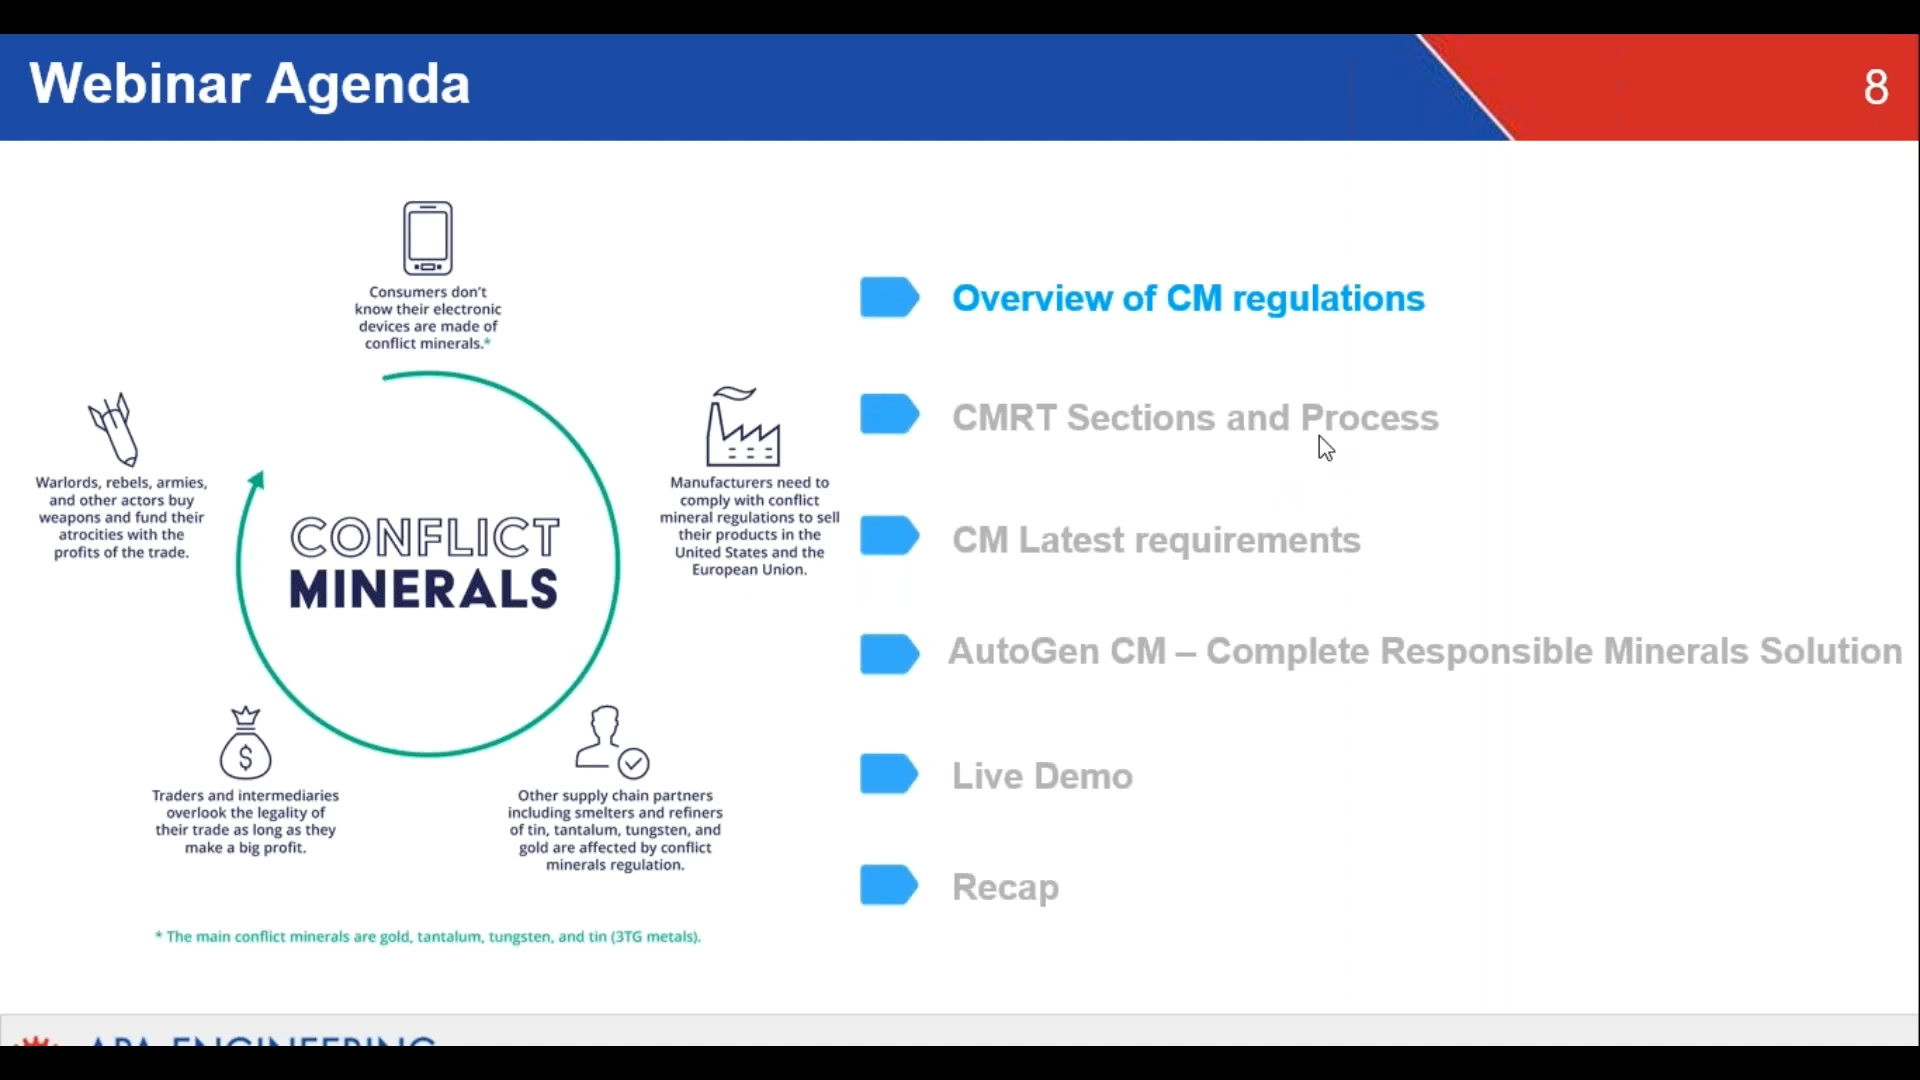 Webinar Agenda
8
Consumers don't
know their electronic
devices are made of
conflict minerals.*
Warlords, rebels, armies,
and other actors buy
weapons and fund their
atrocities with the
profits of the trade.
CONFLICT
MINERALS
Manufacturers need to
comply with conflict
mineral regulations to sell
their products in the
United States and the
European Union.
$
Traders and intermediaries
overlook the legality of
their trade as long as they
make a big profit.
Other supply chain partners
including smelters and refiners
of tin, tantalum, tungsten, and
gold are affected by conflict
minerals regulation.
* The main conflict minerals are gold, tantalum, tungsten, and tin (3TG metals).
Overview of CM regulations
CMRT Sections and Process
CM Latest requirements
AutoGen CM – Complete Responsible Minerals Solution
Live Demo
Recap
APA ENGINEERING